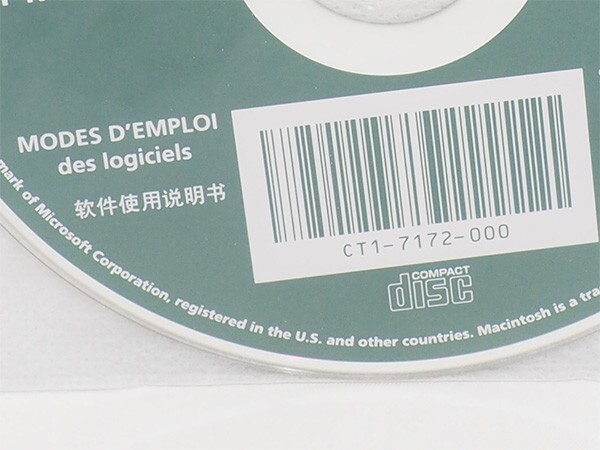 MODES D'EMPLOI
des logiciels
软件使用说明书
CT1-7172-000
COMPACT
disc
mark of Microsoft Corporation, registered in the U.S. and other countries. Macintosh is a tra